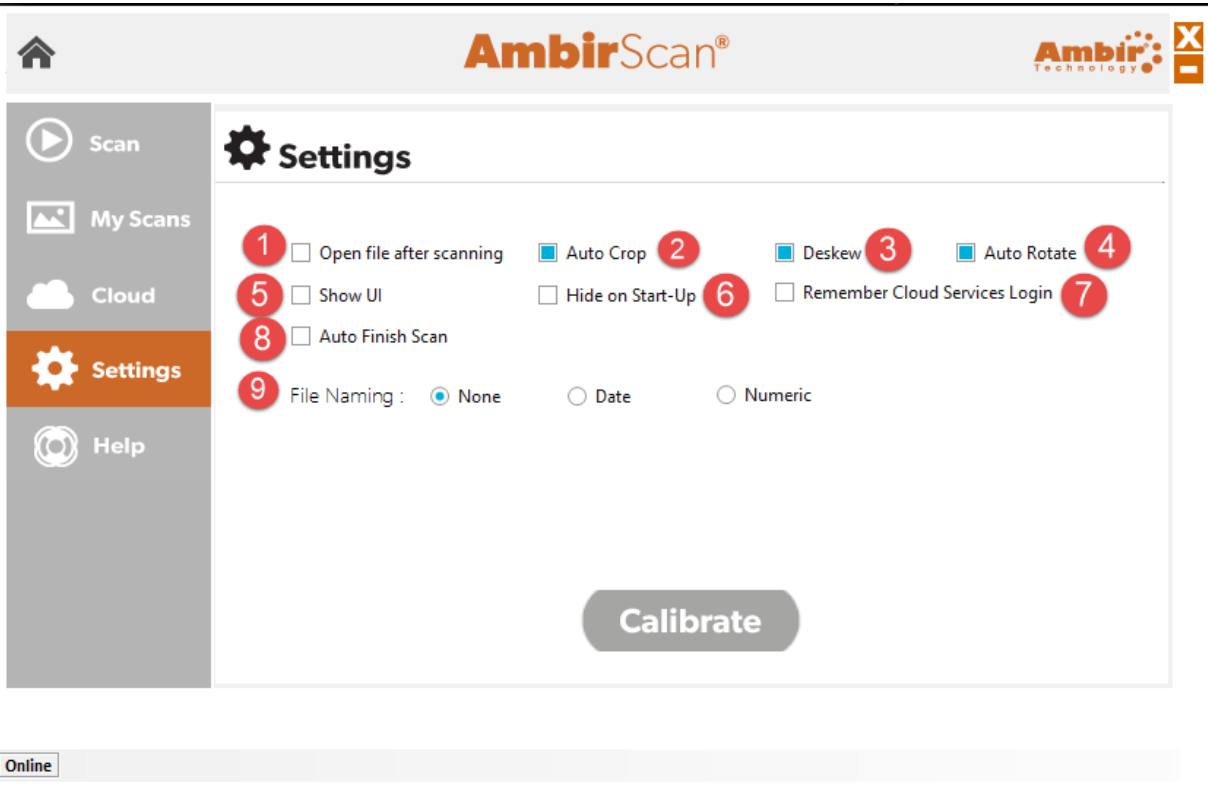 AmbirScan®
Ambir®
Technology
X
Scan
My Scans
Cloud
Settings
Help
Settings
1 Open file after scanning Auto Crop 2 Deskew 3 Auto Rotate 4
5 Show UI Hide on Start-Up 6 Remember Cloud Services Login 7
8 Auto Finish Scan
9 File Naming : None Date Numeric
Calibrate
Online